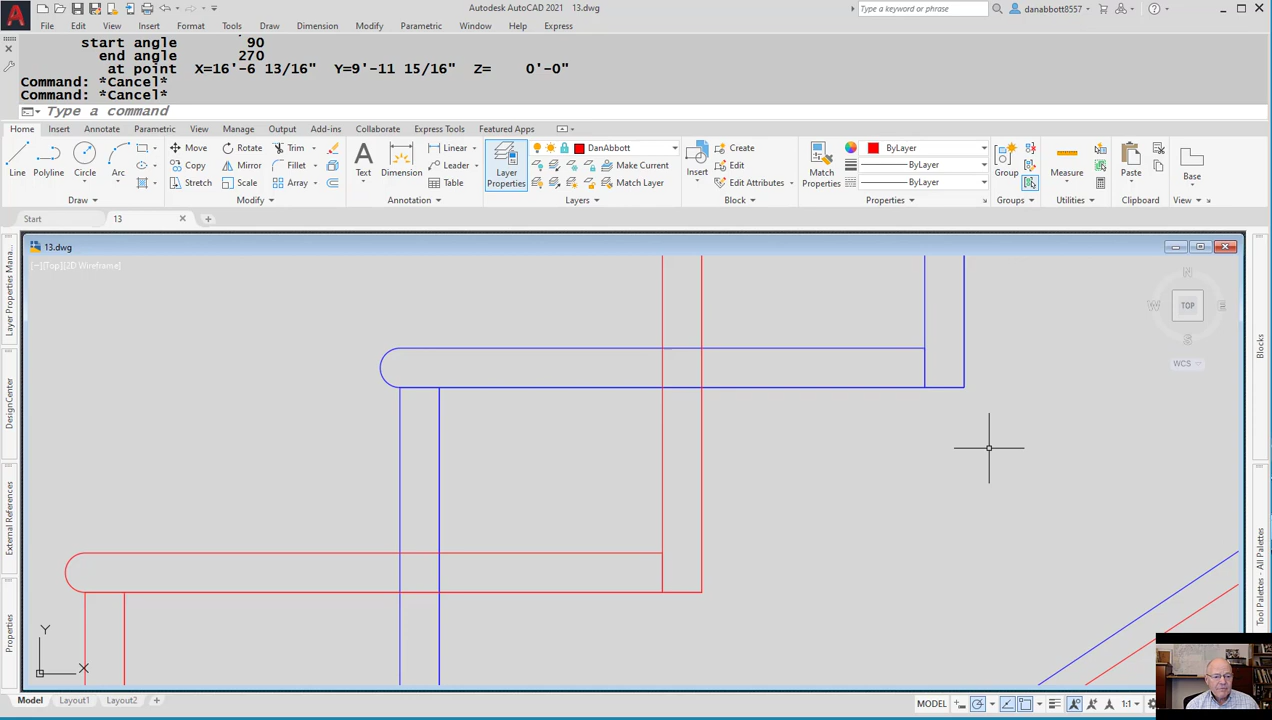 Autodesk AutoCAD 2021 13.dwg
Type a keyword or phrase
danabbott8557
File Edit View Insert Format Tools Draw Dimension Modify Parametric Window Help Express
start angle 90
end angle 270
at point X=16'-6 13/16" Y=9'-11 15/16" Z= 0'-0"
Command: *Cancel*
Command: *Cancel*
Type a command
Home Insert Annotate Parametric View Manage Output Add-ins Collaborate Express Tools Featured Apps
Line
Polyline
Circle
Arc
Move
Rotate
Trim
Copy
Mirror
Fillet
Stretch
Scale
Array
Text
Dimension
Linear
Leader
Table
Layer
Properties
DanAbbott
Make Current
Match Layer
Insert
Create
Edit
Edit Attributes
Match
Properties
ByLayer
ByLayer
ByLayer
Group
Measure
Paste
Base
Draw
Modify
Annotation
Layers
Block
Properties
Groups
Utilities
Clipboard
View
Start
13
13.dwg
[−][Top][2D Wireframe]
N
W TOP E
S
WCS
Layer Properties Mana...
DesignCenter
External References
Properties
Blocks
Tool Palettes - All Palettes
Y
X
Model Layout1 Layout2
MODEL
1:1